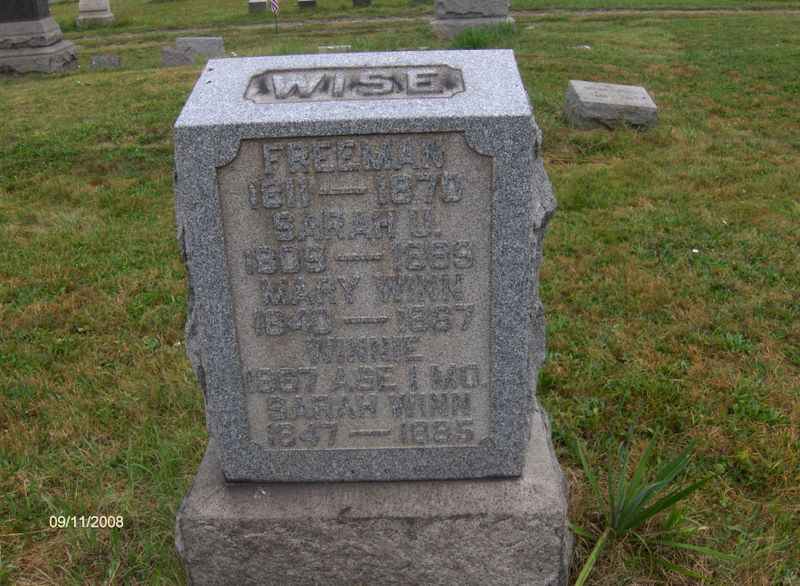 WISE
FREEMAN
1811 — 1870
SARAH U.
1809 — 1889
MARY WINN
1840 — 1867
WINNIE
1867 AGE 1 MO.
SARAH WINN
1847 — 1885
09/11/2008